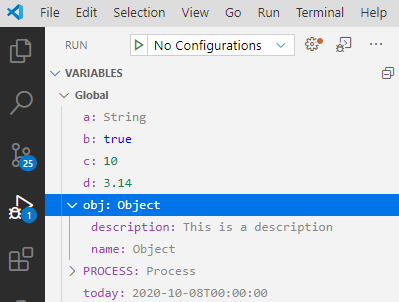 File Edit Selection View Go Run Terminal Help
RUN No Configurations
VARIABLES
Global
a: String
b: true
c: 10
d: 3.14
obj: Object
description: This is a description
name: Object
PROCESS: Process
today: 2020-10-08T00:00:00
25
1